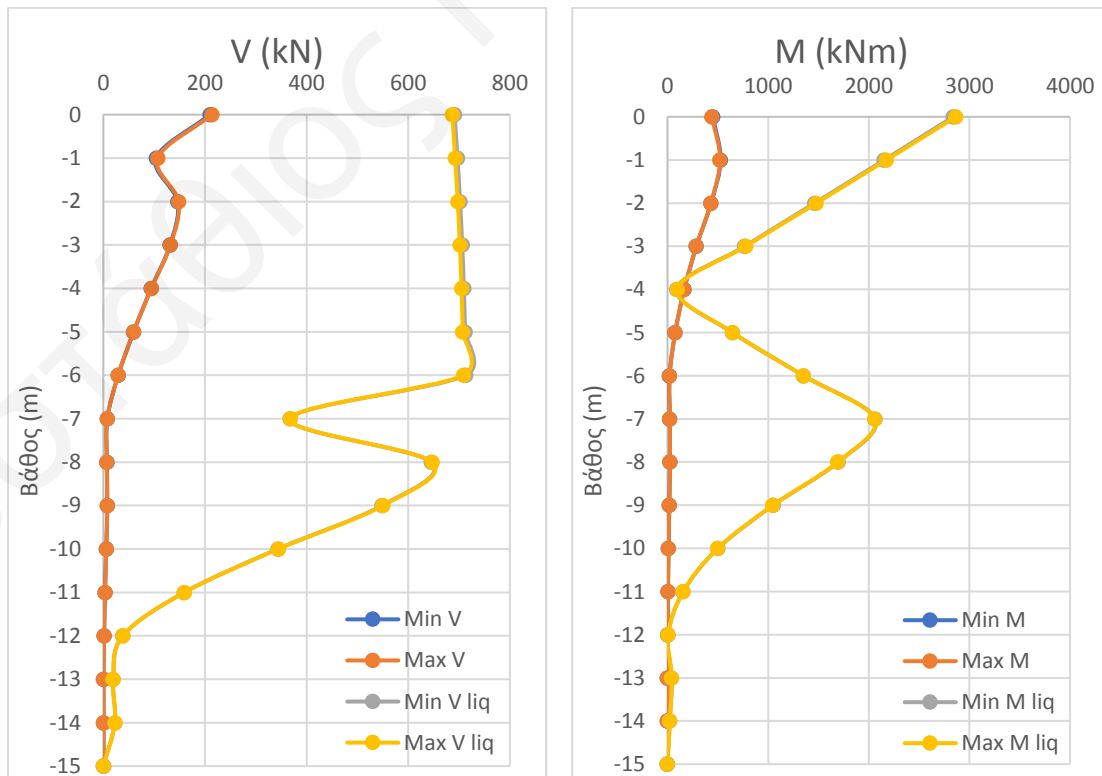 V (kN)
0 200 400 600 800
0
-1
-2
-3
-4
-5
-6
-7
-8
-9
-10
-11
-12
-13
-14
-15
Βάθος (m)
Min V
Max V
Min V liq
Max V liq
M (kNm)
0 1000 2000 3000 4000
0
-1
-2
-3
-4
-5
-6
-7
-8
-9
-10
-11
-12
-13
-14
-15
Βάθος (m)
Min M
Max M
Min M liq
Max M liq